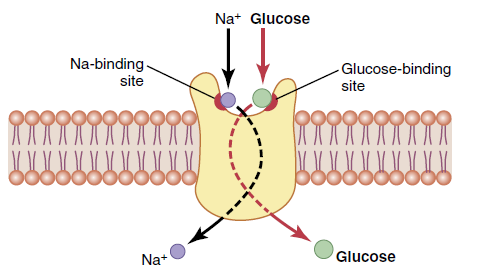 Na+ Glucose
Na-binding
site
Glucose-binding
site
Na+
Glucose